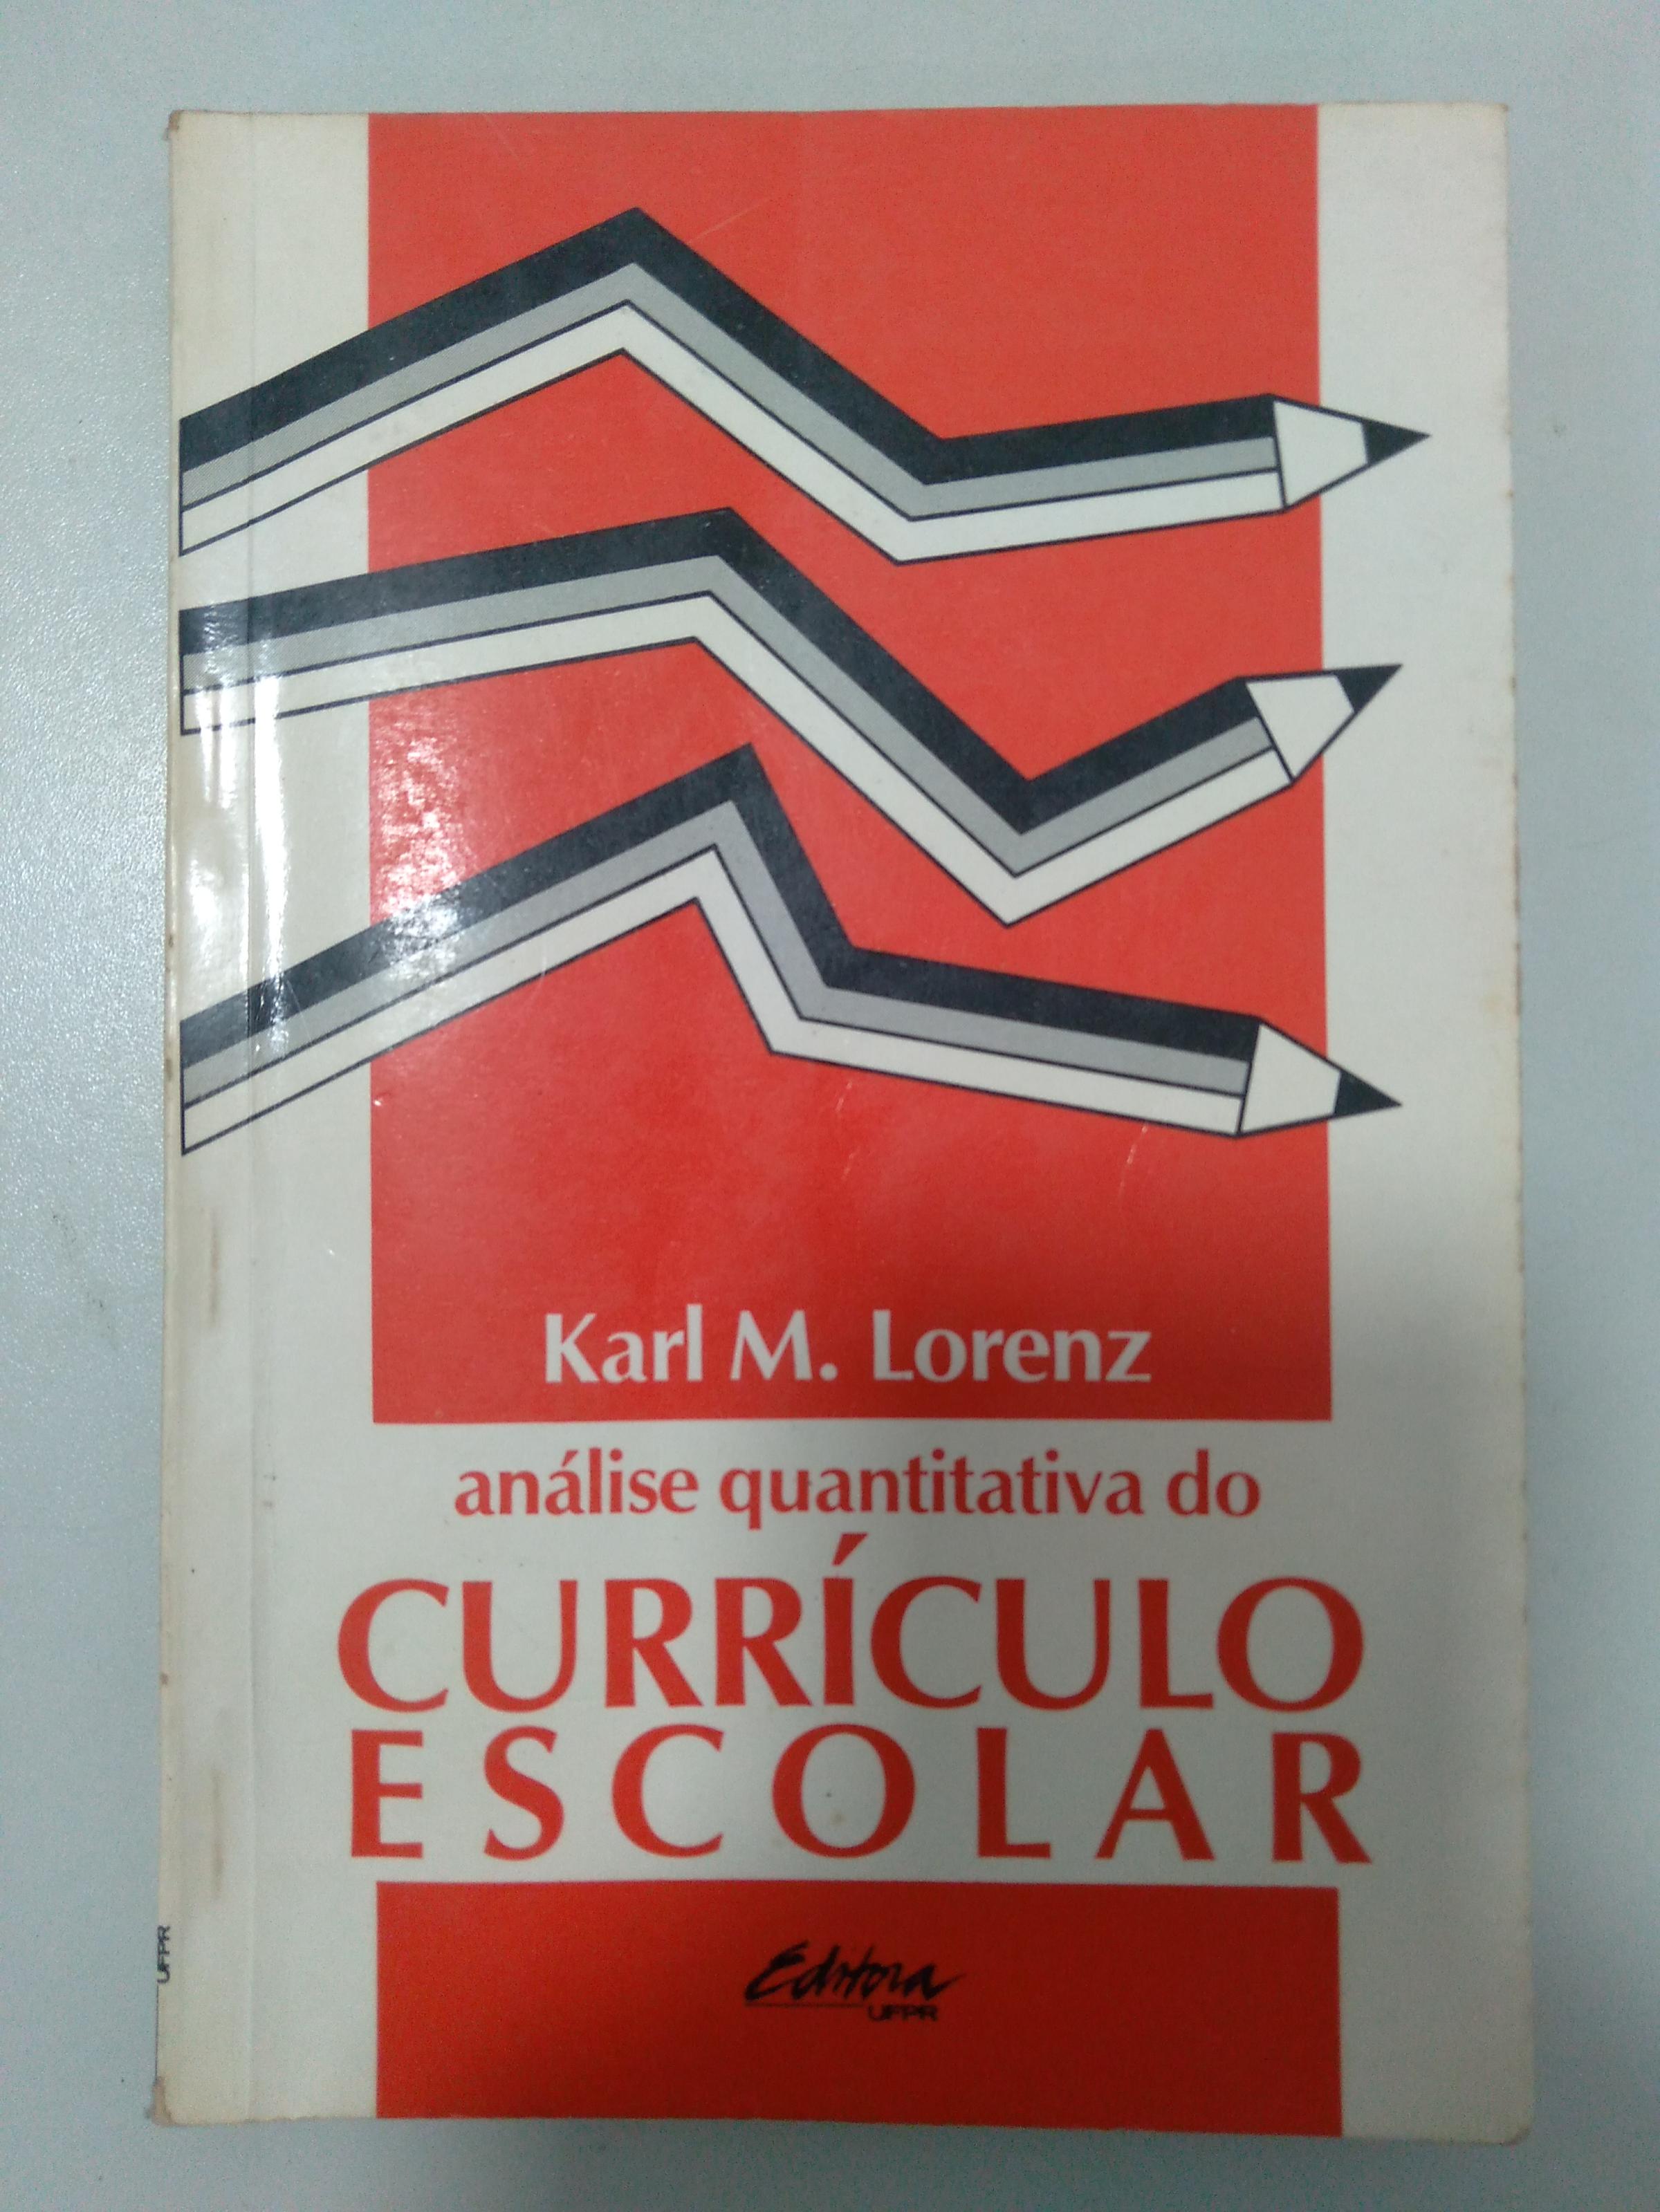 Karl M. Lorenz
análise quantitativa do
CURRÍCULO
ESCOLAR
Editora
UFPR
UFPR